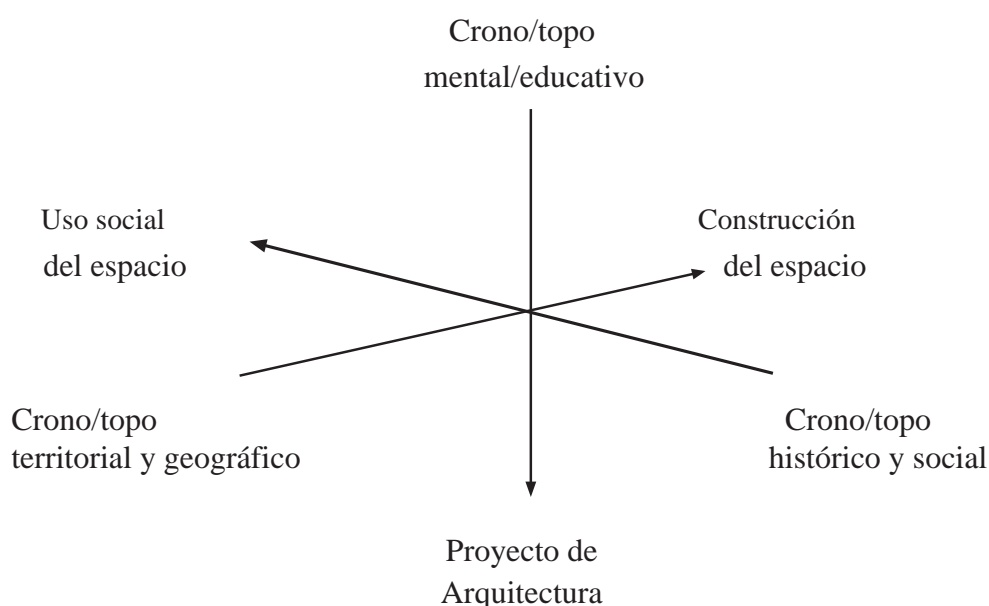 Crono/topo
mental/educativo
Uso social
del espacio
Construcción
del espacio
Crono/topo
territorial y geográfico
Crono/topo
histórico y social
Proyecto de
Arquitectura